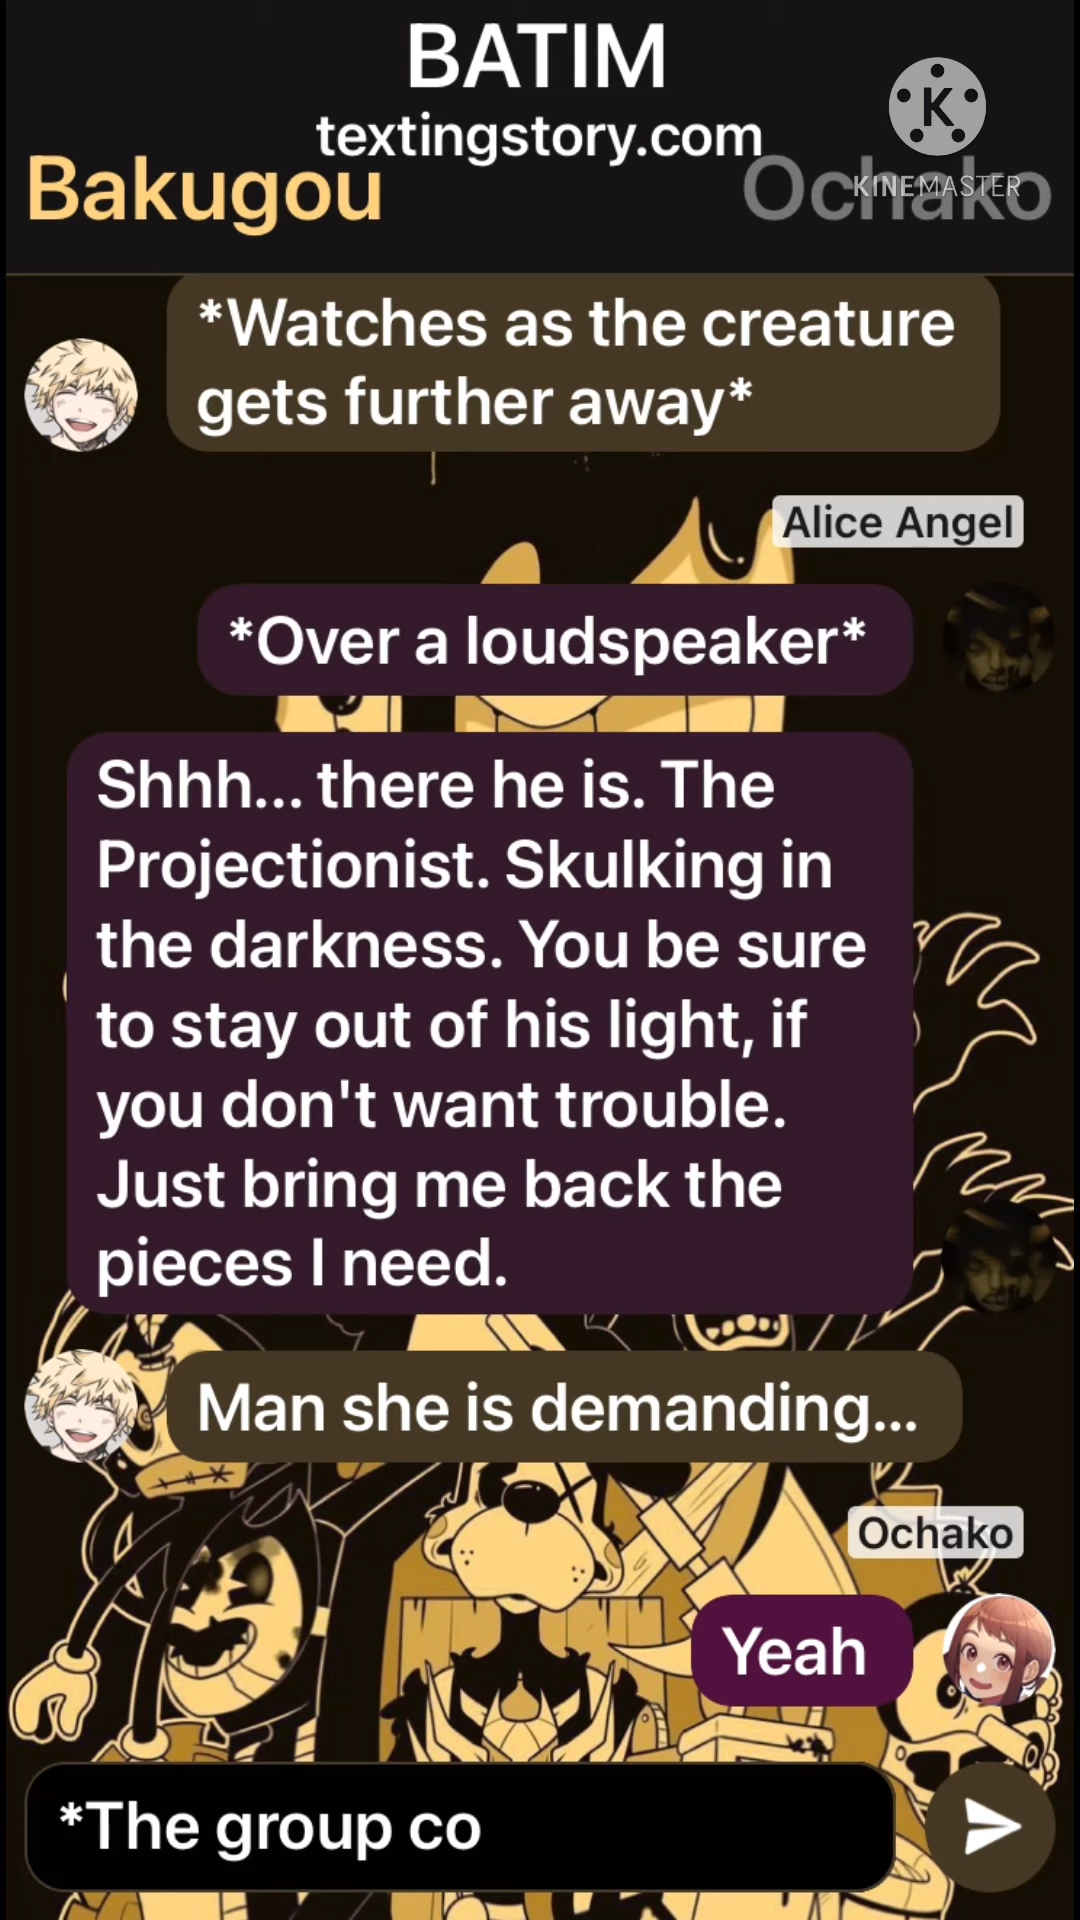 BATIM
textingstory.com
Bakugou
Ochako
K
KINEMASTER
*Watches as the creature
gets further away*
Alice Angel
*Over a loudspeaker*
Shhh... there he is. The
Projectionist. Skulking in
the darkness. You be sure
to stay out of his light, if
you don't want trouble.
Just bring me back the
pieces I need.
Man she is demanding...
Ochako
Yeah
*The group co